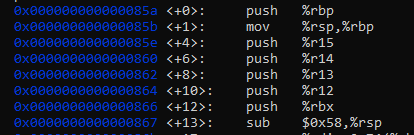 0x000000000000085a <+0>: push %rbp
0x000000000000085b <+1>: mov %rsp,%rbp
0x000000000000085e <+4>: push %r15
0x0000000000000860 <+6>: push %r14
0x0000000000000862 <+8>: push %r13
0x0000000000000864 <+10>: push %r12
0x0000000000000866 <+12>: push %rbx
0x0000000000000867 <+13>: sub $0x58,%rsp